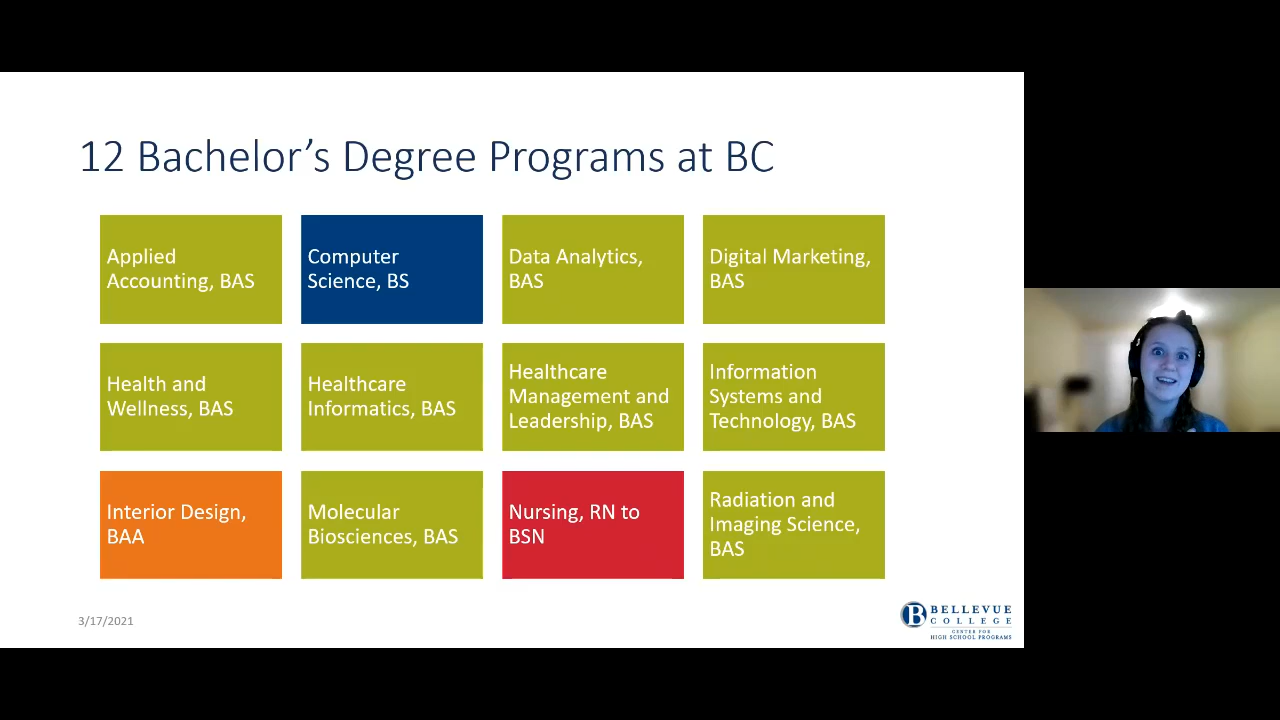 12 Bachelor’s Degree Programs at BC
Applied
Accounting, BAS
Computer
Science, BS
Data Analytics,
BAS
Digital Marketing,
BAS
Health and
Wellness, BAS
Healthcare
Informatics, BAS
Healthcare
Management and
Leadership, BAS
Information
Systems and
Technology, BAS
Interior Design,
BAA
Molecular
Biosciences, BAS
Nursing, RN to
BSN
Radiation and
Imaging Science,
BAS
3/17/2021
B
BELLEVUE
COLLEGE
CENTER FOR
HIGH SCHOOL PROGRAMS